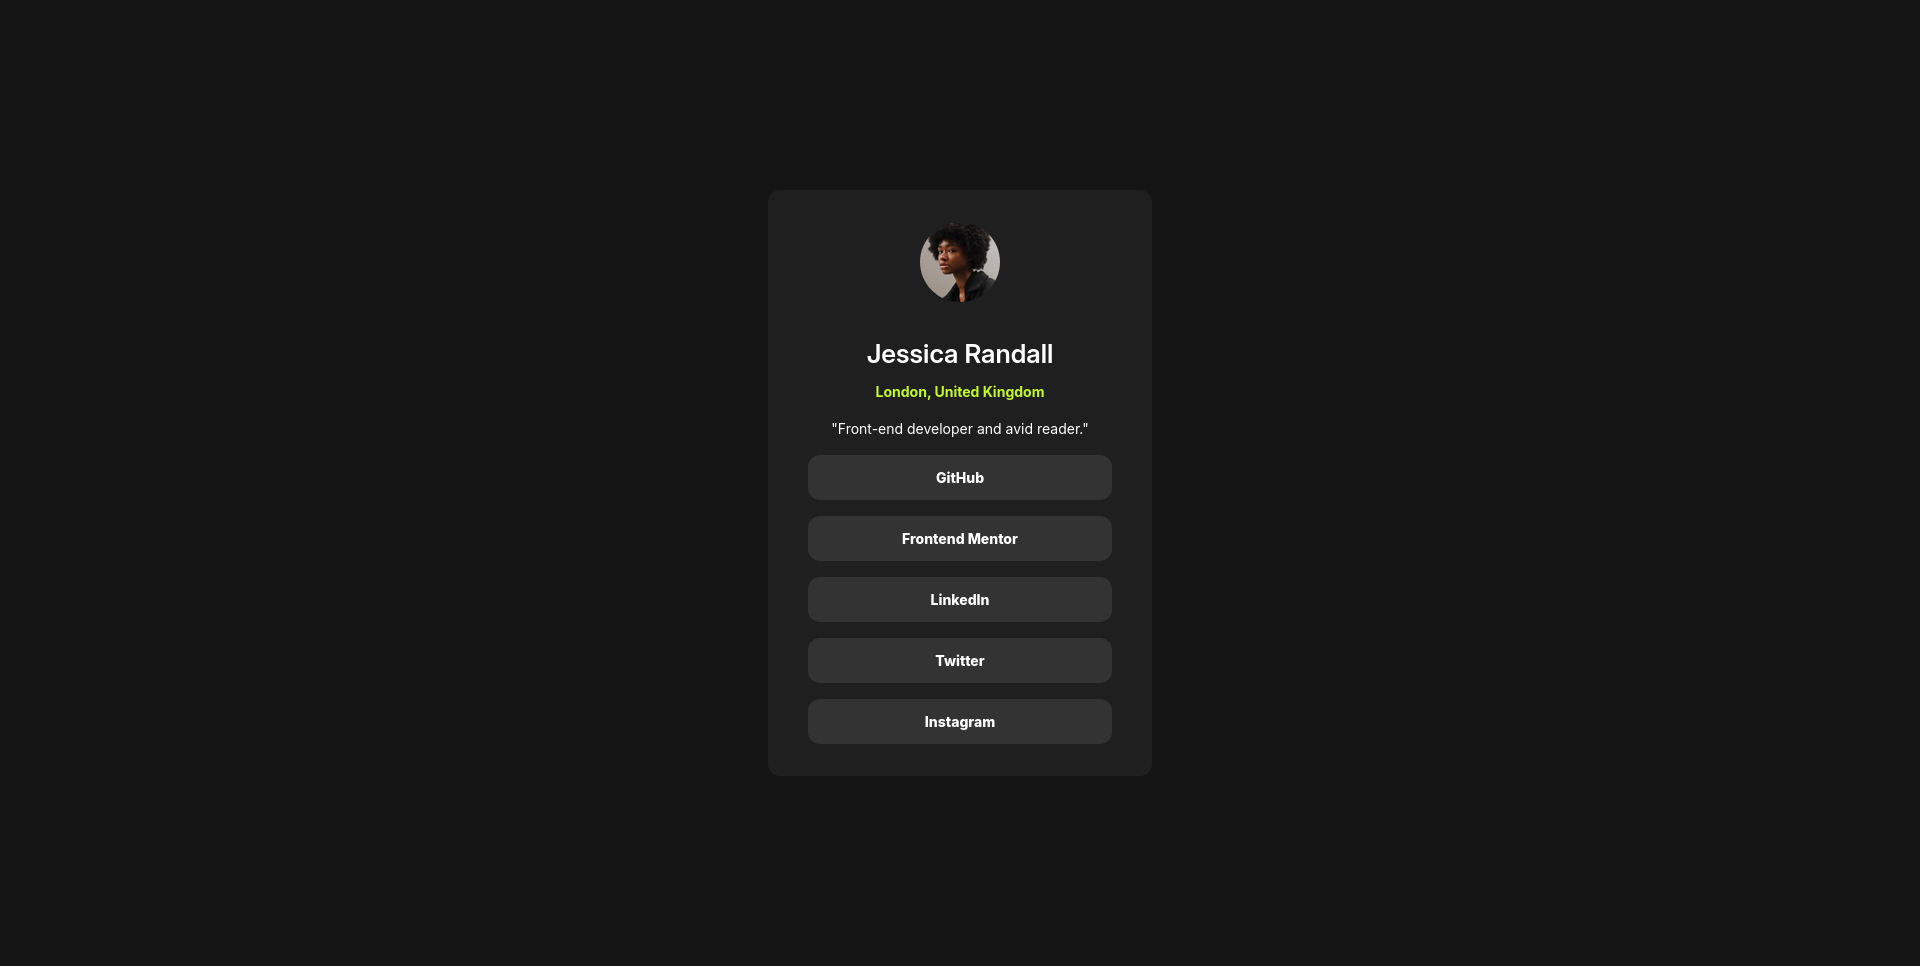 Jessica Randall
London, United Kingdom
"Front-end developer and avid reader."
GitHub
Frontend Mentor
LinkedIn
Twitter
Instagram